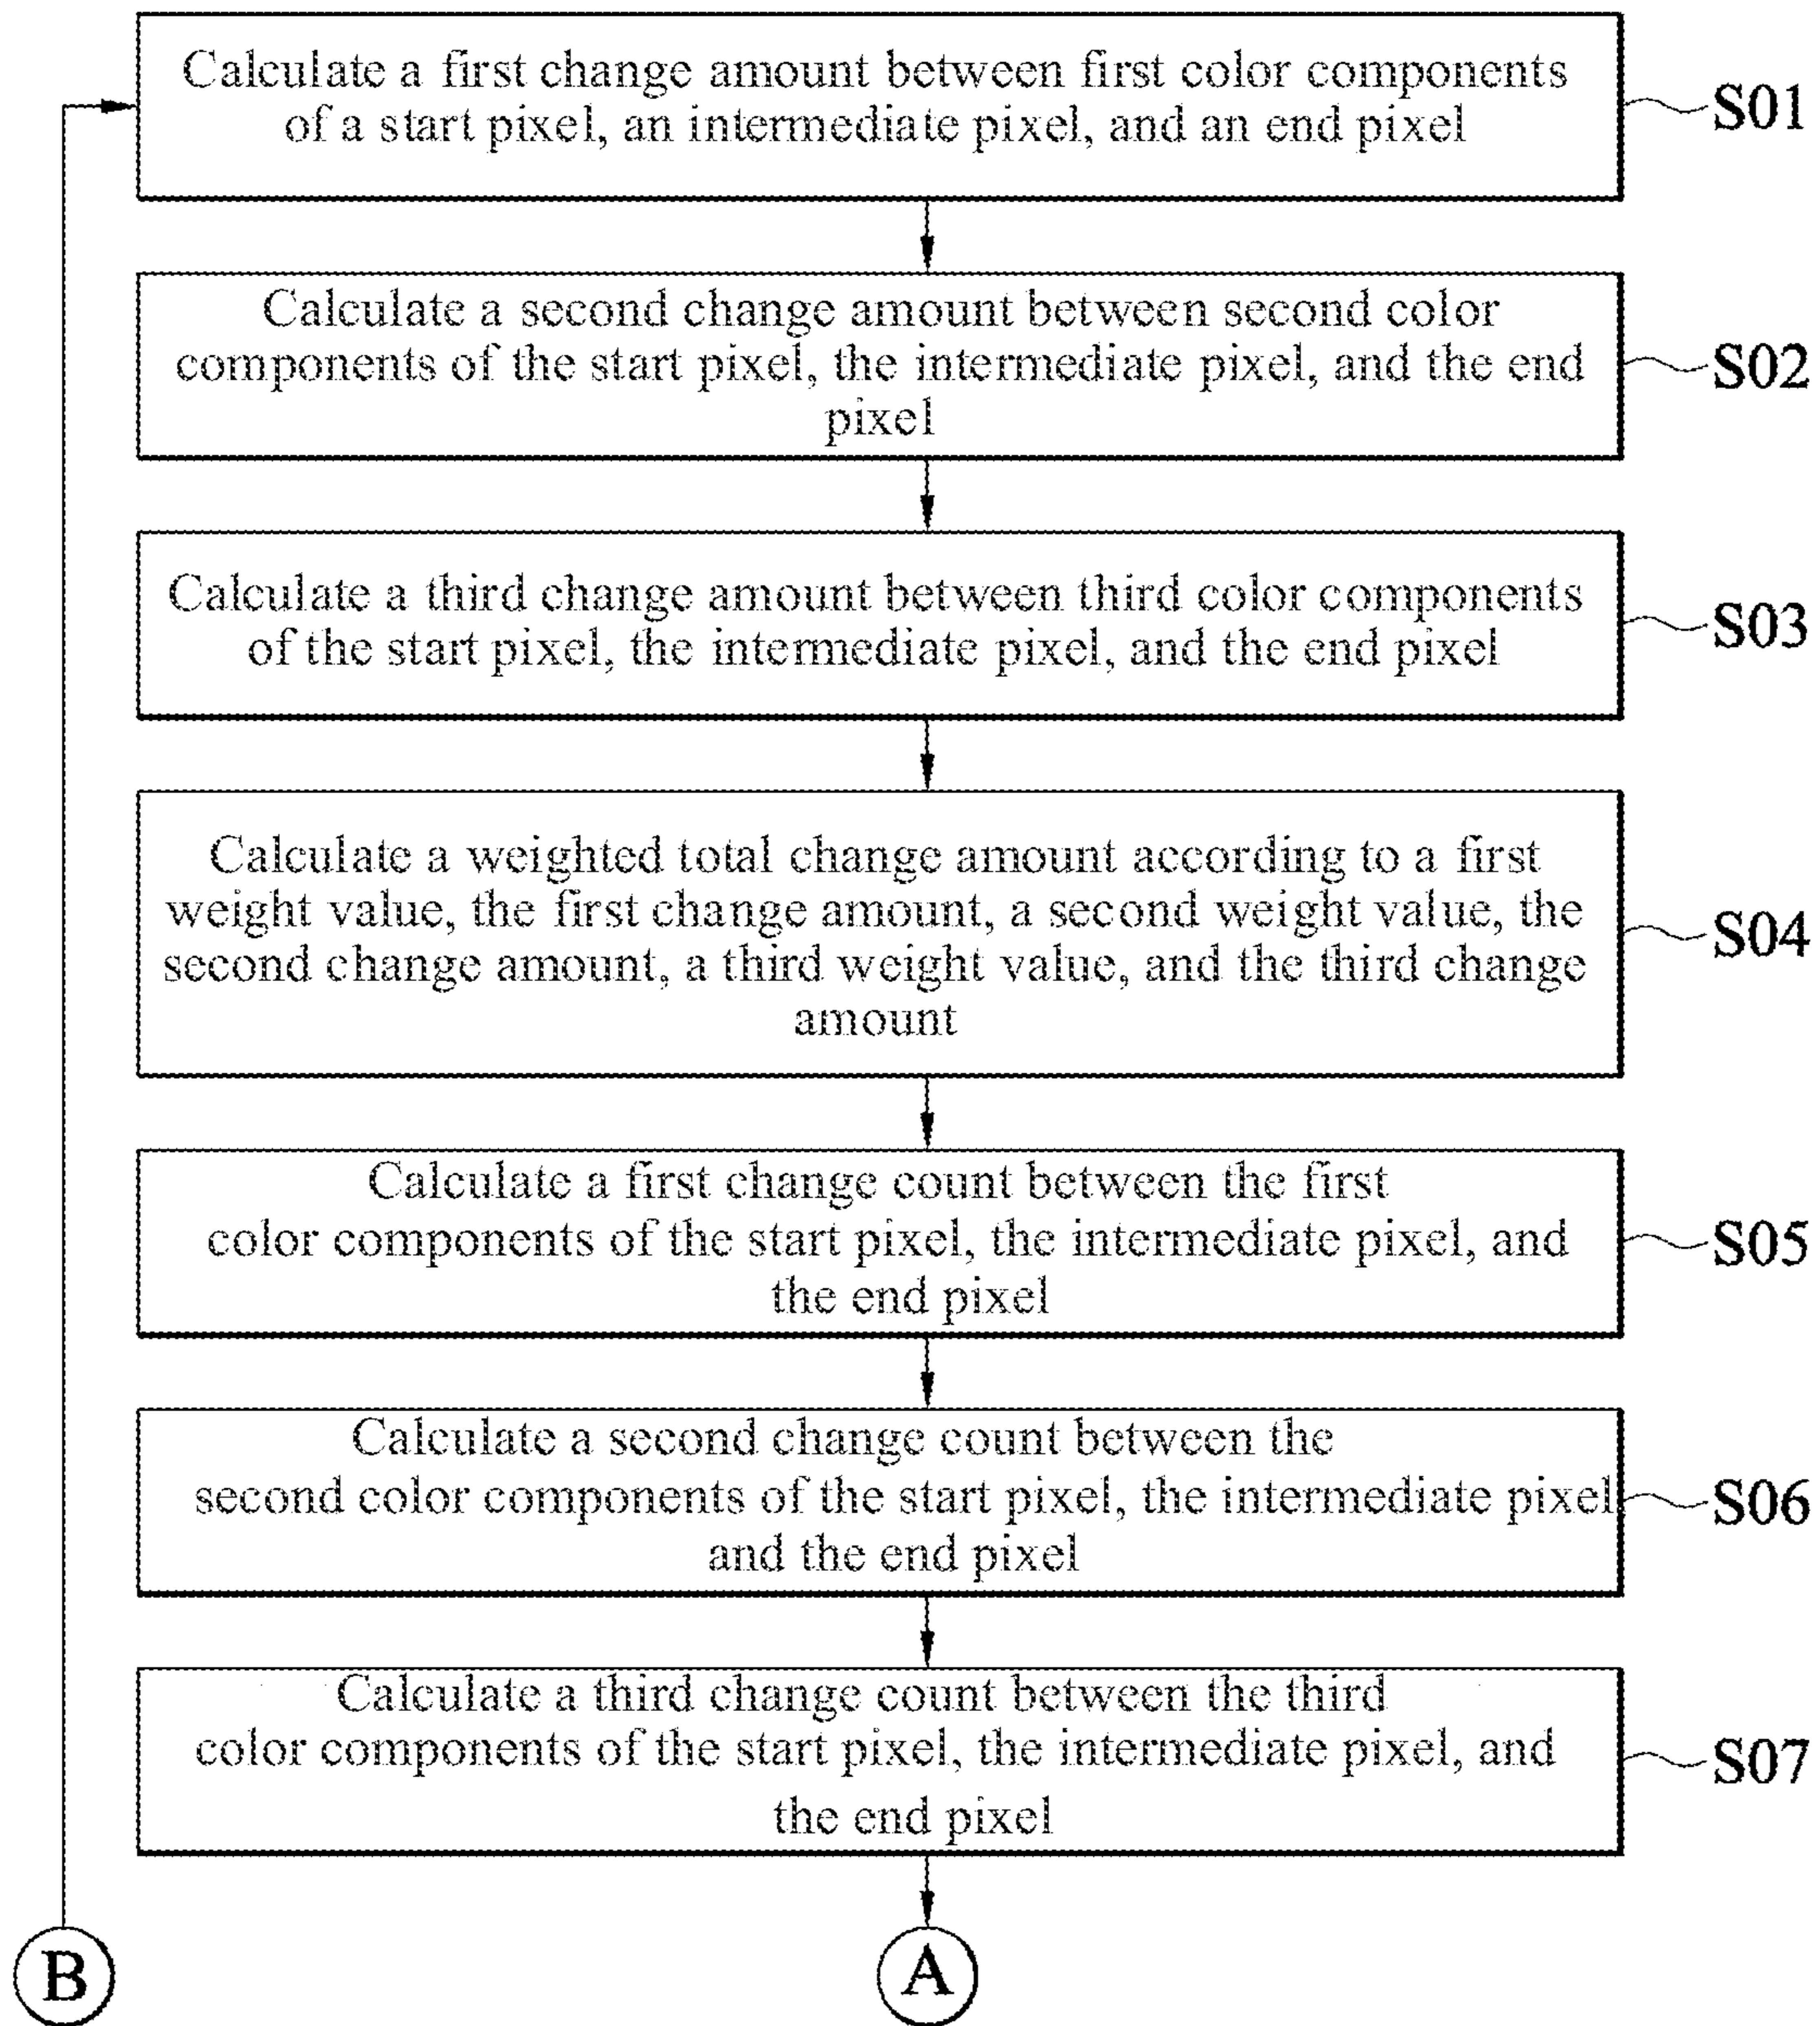 Calculate a first change amount between first color components
of a start pixel, an intermediate pixel, and an end pixel
S01
Calculate a second change amount between second color
components of the start pixel, the intermediate pixel, and the end
pixel
S02
Calculate a third change amount between third color components
of the start pixel, the intermediate pixel, and the end pixel
S03
Calculate a weighted total change amount according to a first
weight value, the first change amount, a second weight value, the
second change amount, a third weight value, and the third change
amount
S04
Calculate a first change count between the first
color components of the start pixel, the intermediate pixel, and
the end pixel
S05
Calculate a second change count between the
second color components of the start pixel, the intermediate pixel
and the end pixel
S06
Calculate a third change count between the third
color components of the start pixel, the intermediate pixel, and
the end pixel
S07
B
A